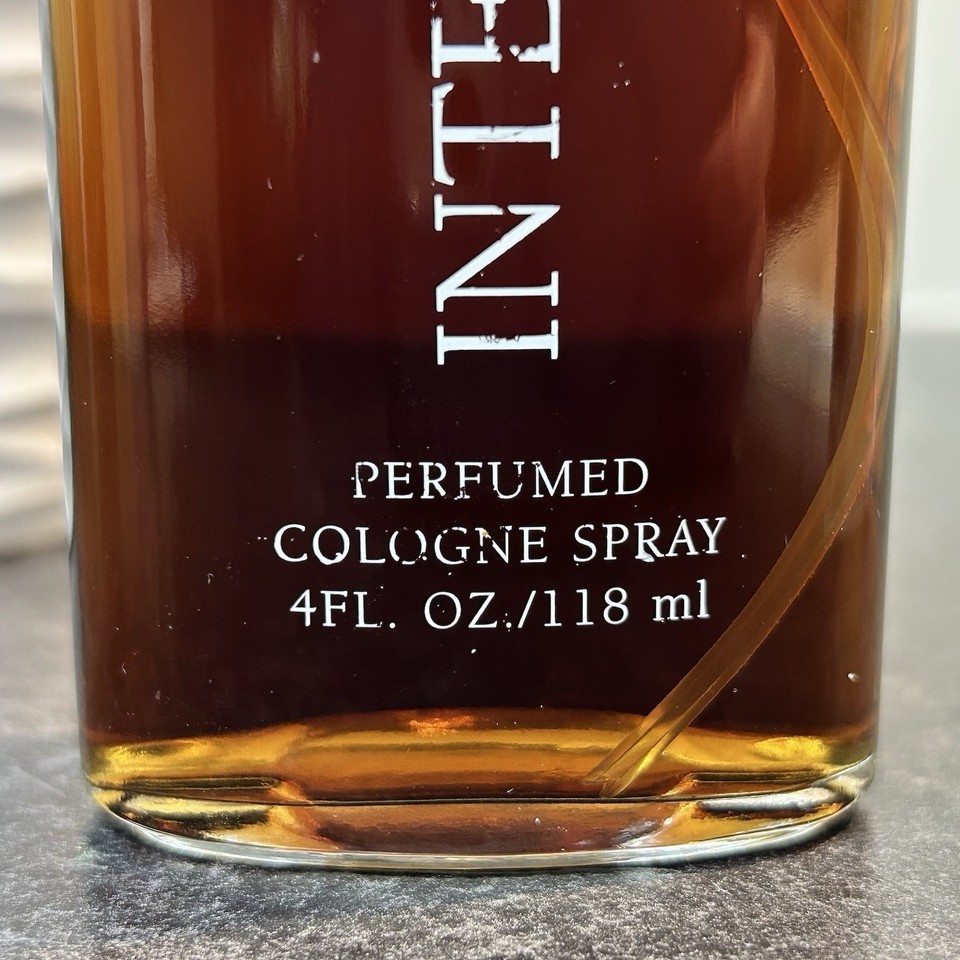 INTE
PERFUMED
COLOGNE SPRAY
4FL. OZ./118 ml